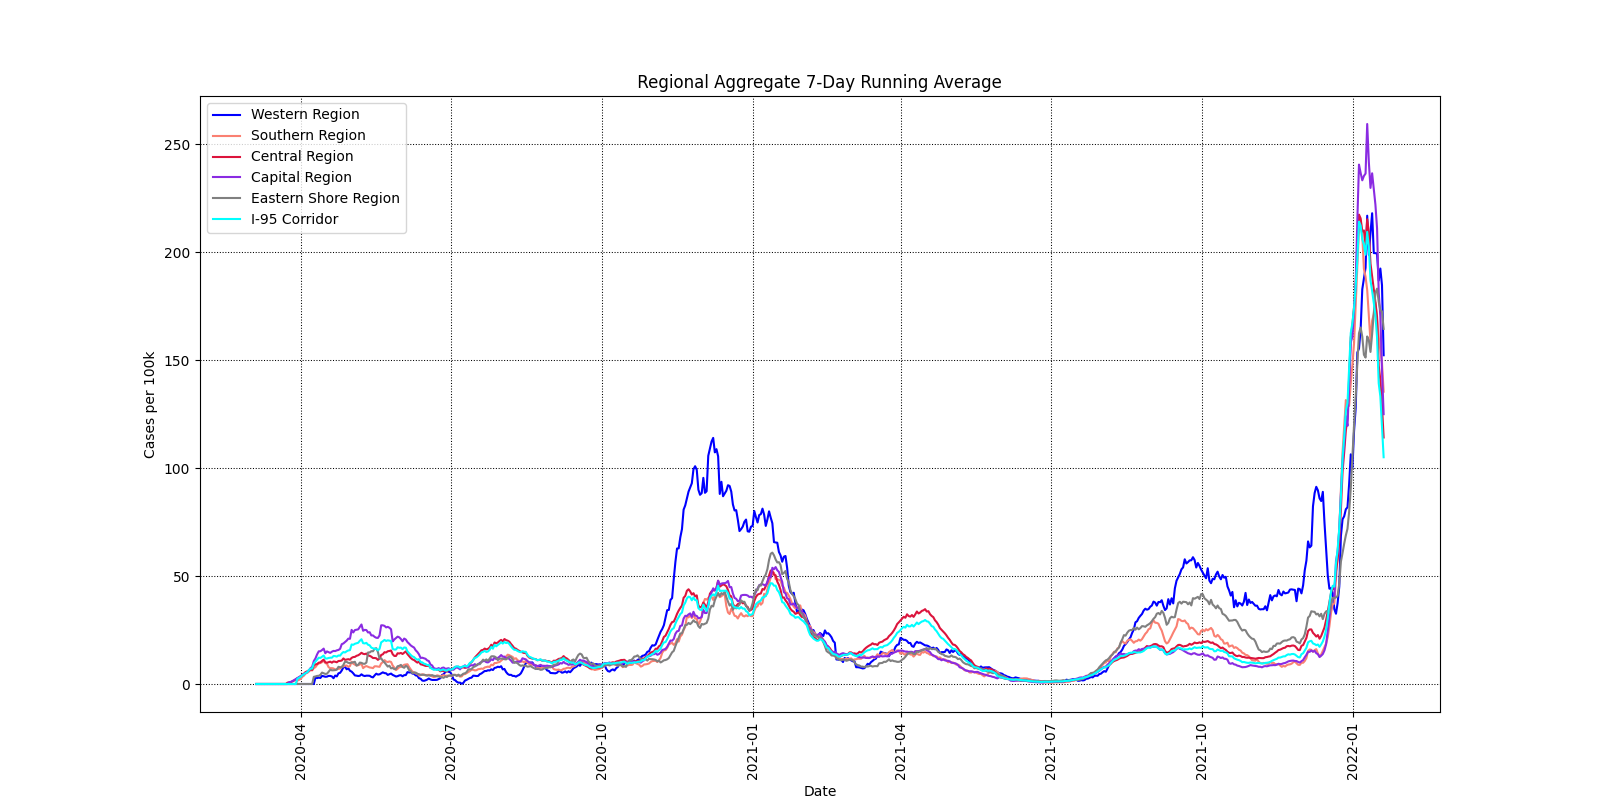 Regional Aggregate 7-Day Running Average
Western Region
Southern Region
Central Region
Capital Region
Eastern Shore Region
I-95 Corridor
250
200
150
100
50
0
Cases per 100k
2020-04
2020-07
2020-10
2021-01
2021-04
2021-07
2021-10
2022-01
Date